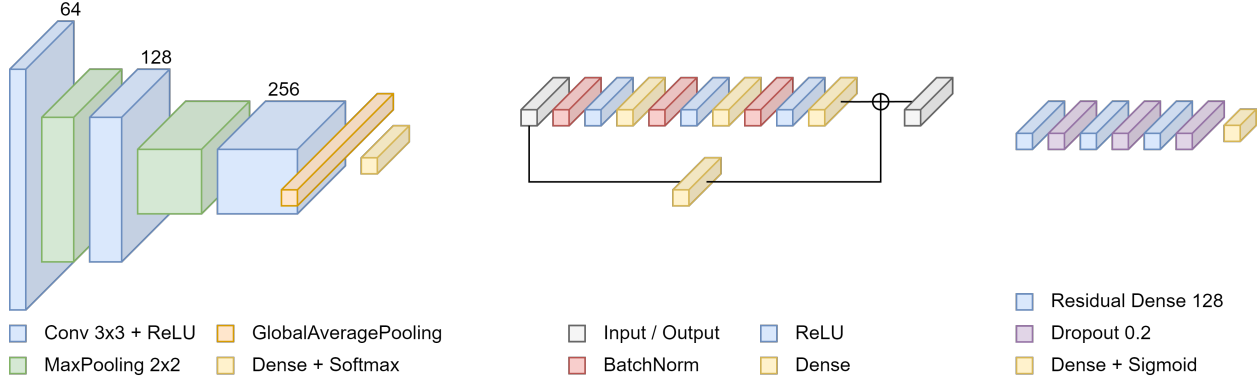 64
128
256
Conv 3x3 + ReLU
MaxPooling 2x2
GlobalAveragePooling
Dense + Softmax
Input / Output
BatchNorm
ReLU
Dense
Residual Dense 128
Dropout 0.2
Dense + Sigmoid